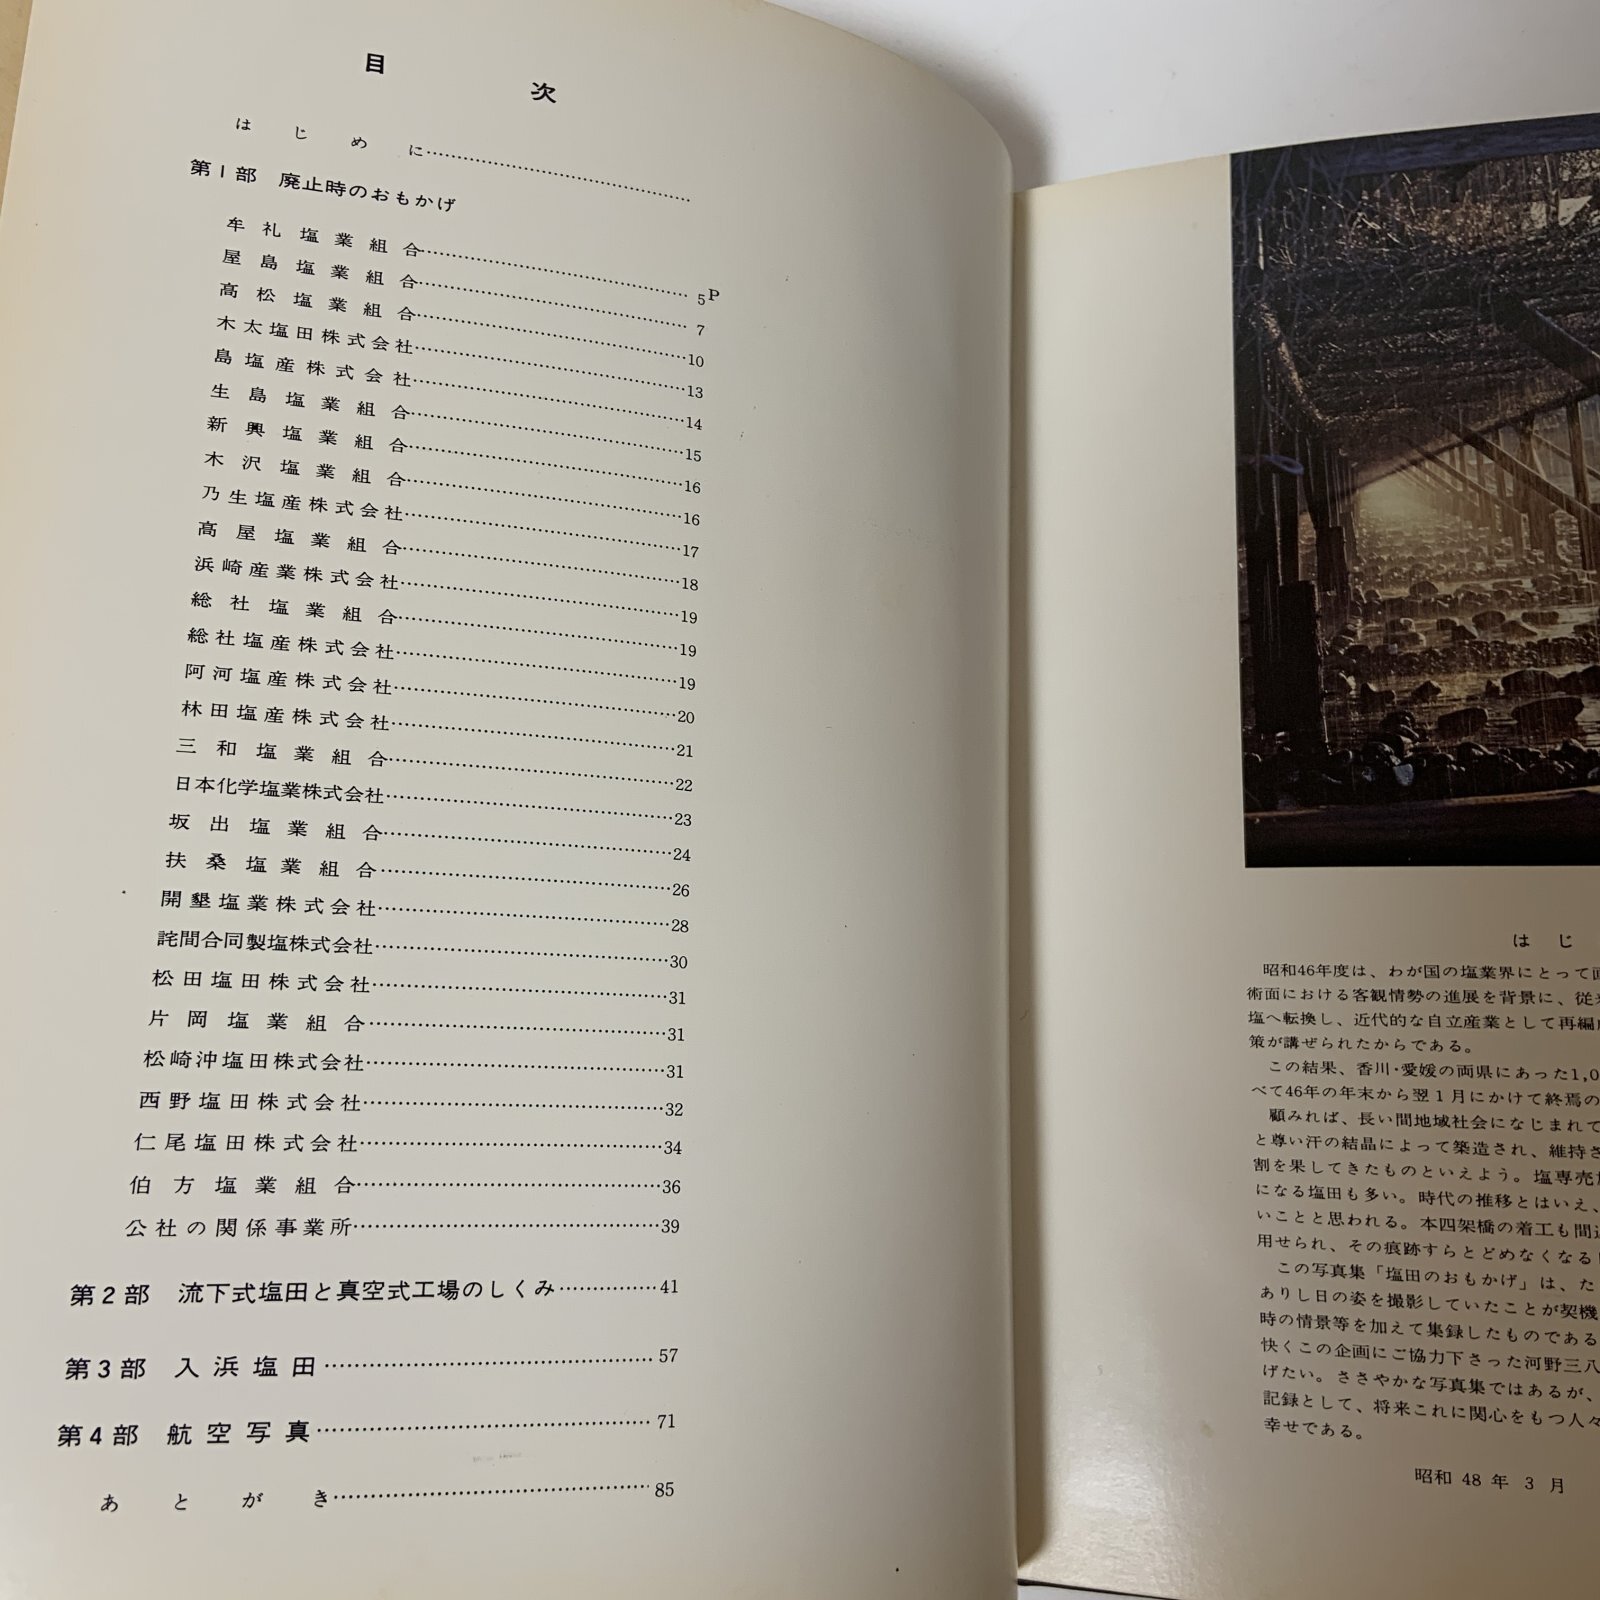 目次
はじめに
第1部 廃止時のおもかげ
牟礼塩業組合 5P
屋島塩業組合 7
高松塩業組合 10
木太塩田株式会社 13
島塩産株式会社 14
生島塩業組合 15
新興塩業組合 16
木沢塩業組合 16
乃生塩産株式会社 17
高屋塩業組合 18
浜崎産業株式会社 19
総社塩業組合 19
総社塩産株式会社 19
阿河塩産株式会社 20
林田塩産株式会社 21
三和塩業組合 22
日本化学塩業株式会社 23
坂出塩業組合 24
扶桑塩業組合 26
開墾塩業株式会社 28
詫間合同製塩株式会社 30
松田塩田株式会社 31
片岡塩業組合 31
松崎沖塩田株式会社 31
西野塩田株式会社 32
仁尾塩田株式会社 34
伯方塩業組合 36
公社の関係事業所 39
第2部 流下式塩田と真空式工場のしくみ 41
第3部 入浜塩田 57
第4部 航空写真 71
あとがき 85
はじ
昭和46年度は、わが国の塩業界にとって
術面における客観情勢の進展を背景に、従
塩へ転換し、近代的な自立産業として再編
策が講ぜられたからである。
この結果、香川・愛媛の両県にあった1,0
べて46年の年末から翌1月にかけて終焉の
顧みれば、長い間地域社会になじまれて
と尊い汗の結晶によって築造され、維持さ
割を果してきたものといえよう。塩専売
になる塩田も多い。時代の推移とはいえ、
いことと思われる。本四架橋の着工も間
用せられ、その痕跡すらとどめなくなる
この写真集「塩田のおもかげ」は、た
ありし日の姿を撮影していたことが契機
時の情景等を加えて集録したものである
快くこの企画にご協力下さった河野三八
げたい。ささやかな写真集ではあるが、
記録として、将来これに関心をもつ人々
幸せである。
昭和48年3月